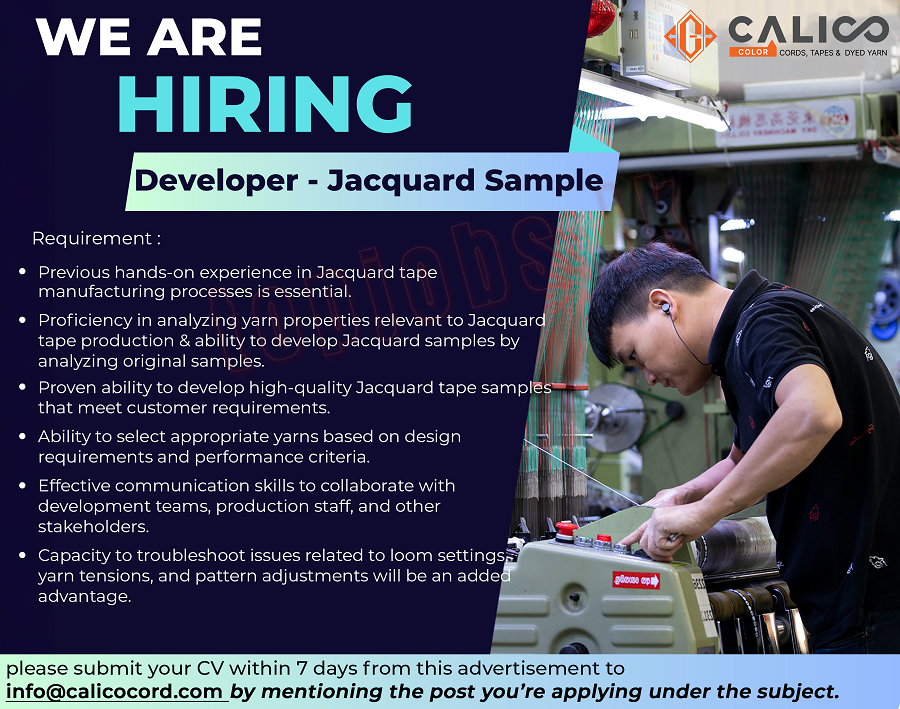 WE ARE
HIRING
CALICO
COLOR CORDS, TAPES & DYED YARN
Developer - Jacquard Sample
Requirement :
• Previous hands-on experience in Jacquard tape
manufacturing processes is essential.
• Proficiency in analyzing yarn properties relevant to Jacquard
tape production & ability to develop Jacquard samples by
analyzing original samples.
• Proven ability to develop high-quality Jacquard tape samples
that meet customer requirements.
• Ability to select appropriate yarns based on design
requirements and performance criteria.
• Effective communication skills to collaborate with
development teams, production staff, and other
stakeholders.
• Capacity to troubleshoot issues related to loom settings,
yarn tensions, and pattern adjustments will be an added
advantage.
please submit your CV within 7 days from this advertisement to
info@calicocord.com by mentioning the post you’re applying under the subject.